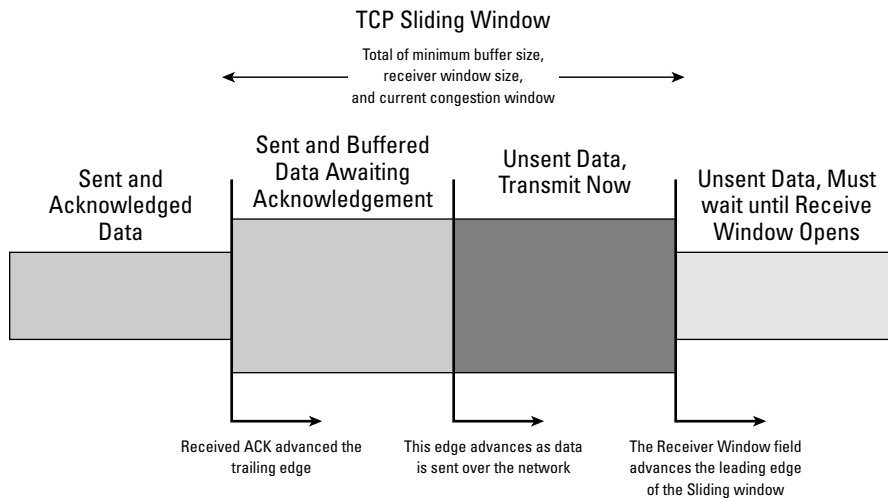 TCP Sliding Window
Total of minimum buffer size,
receiver window size,
and current congestion window
Sent and
Acknowledged
Data
Sent and Buffered
Data Awaiting
Acknowledgement
Unsent Data,
Transmit Now
Unsent Data, Must
wait until Receive
Window Opens
Received ACK advanced the
trailing edge
This edge advances as data
is sent over the network
The Receiver Window field
advances the leading edge
of the Sliding window